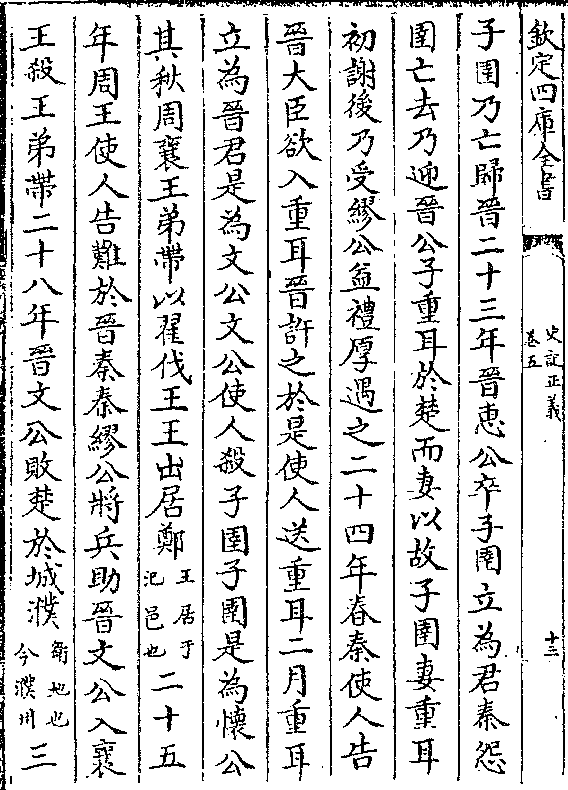 欽定四庫全書
史記正義
卷五
十三
子圉乃亡歸晉二十三年晉惠公卒子圉立為君秦怨
圉亡去乃迎晉公子重耳於楚而妻以故子圉妻重耳
初謝後乃受繆公益禮厚遇之二十四年春秦使人告
晉大臣欲入重耳晉許之於是使人送重耳二月重耳
立為晉君是為文公文公使人殺子圉子圉是為懷公
其秋周襄王弟帶以翟伐王王出居鄭王居于氾邑也二十五
年周王使人告難於晉秦秦繆公將兵助晉文公入襄
王殺王弟帶二十八年晉文公敗楚於城濮衛地也今濮州三